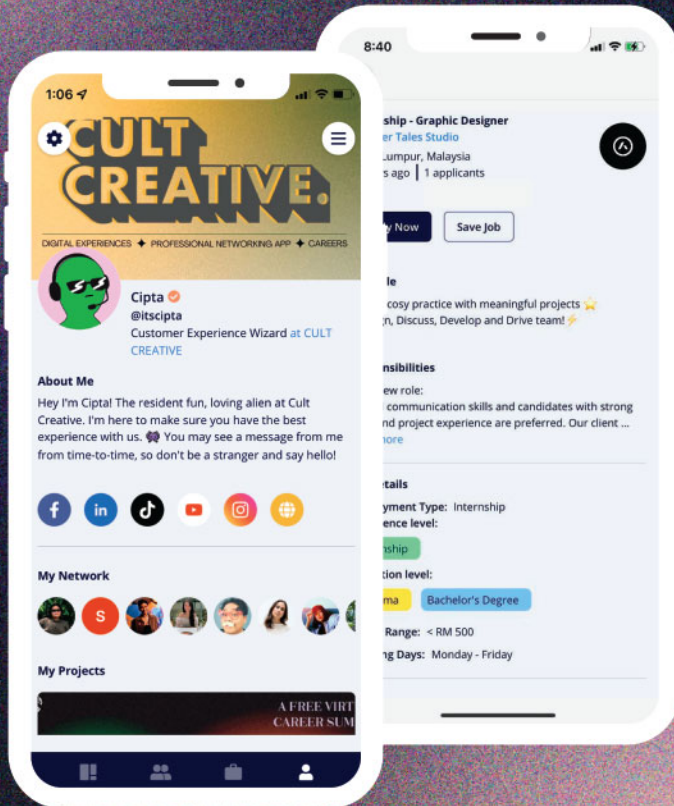 1:06
CULT
CREATIVE.
DIGITAL EXPERIENCES ✦ PROFESSIONAL NETWORKING APP ✦ CAREERS
Cipta
@itscipta
Customer Experience Wizard at CULT
CREATIVE
About Me
Hey I'm Cipta! The resident fun, loving alien at Cult
Creative. I'm here to make sure you have the best
experience with us. 👾 You may see a message from me
from time-to-time, so don't be a stranger and say hello!
My Network
S
My Projects
A FREE VIRT
CAREER SUM
8:40
ship - Graphic Designer
er Tales Studio
umpur, Malaysia
s ago | 1 applicants
Now
Save Job
le
cosy practice with meaningful projects ⭐
n, Discuss, Develop and Drive team!⚡
nsibilities
ew role:
communication skills and candidates with strong
nd project experience are preferred. Our client ...
ore
etails
yment Type: Internship
ence level:
nship
tion level:
ma
Bachelor's Degree
Range: < RM 500
ng Days: Monday - Friday